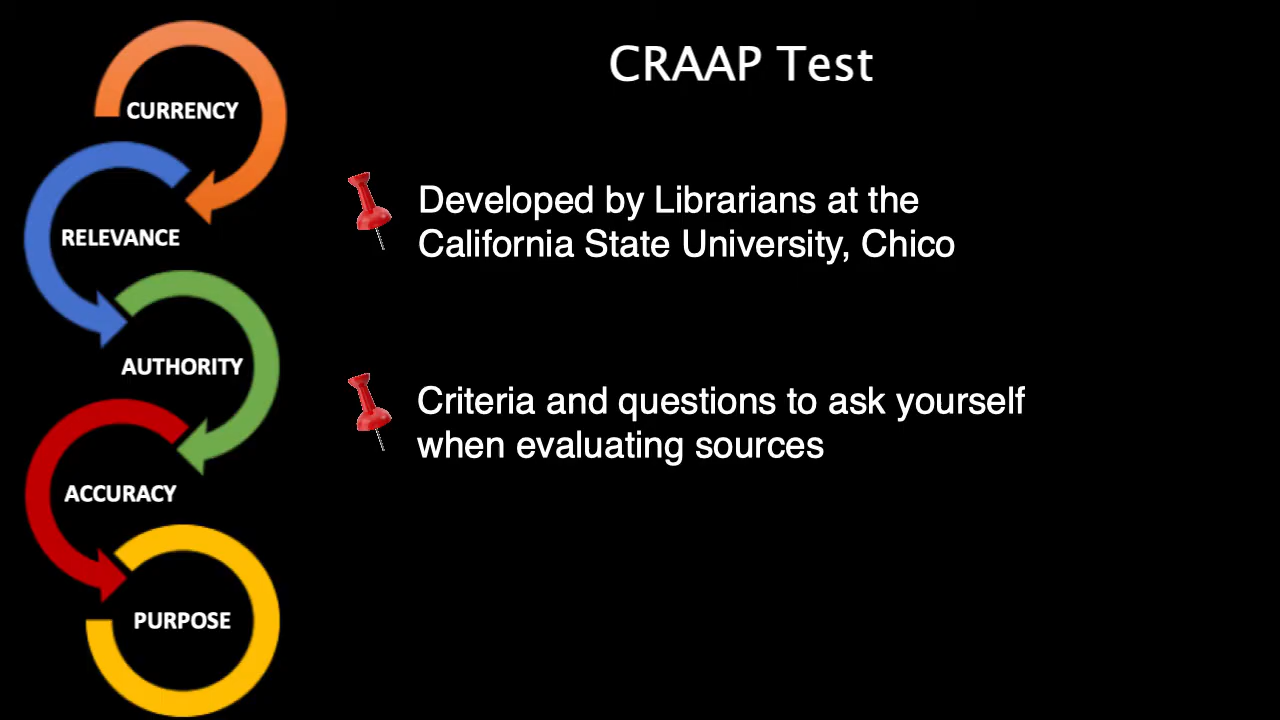 CRAAP Test
CURRENCY
RELEVANCE
AUTHORITY
ACCURACY
PURPOSE
Developed by Librarians at the
California State University, Chico
Criteria and questions to ask yourself
when evaluating sources